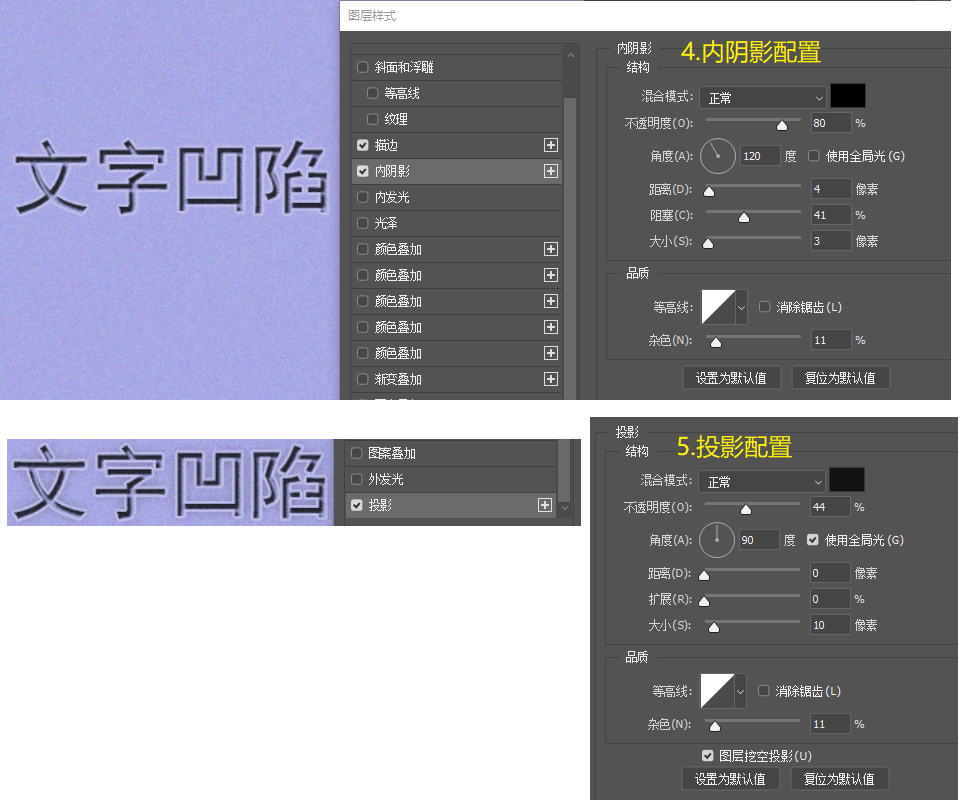 图层样式
文字凹陷
斜面和浮雕
等高线
纹理
描边
内阴影
内发光
光泽
颜色叠加
颜色叠加
颜色叠加
颜色叠加
颜色叠加
渐变叠加
内阴影
4.内阴影配置
结构
混合模式: 正常
不透明度(O): 80 %
角度(A): 120 度 使用全局光 (G)
距离(D): 4 像素
阻塞(C): 41 %
大小(S): 3 像素
品质
等高线: 消除锯齿 (L)
杂色(N): 11 %
设置为默认值 复位为默认值
文字凹陷
图案叠加
外发光
投影
投影
5.投影配置
结构
混合模式: 正常
不透明度(O): 44 %
角度(A): 90 度 使用全局光 (G)
距离(D): 0 像素
扩展(R): 0 %
大小(S): 10 像素
品质
等高线: 消除锯齿 (L)
杂色(N): 11 %
图层挖空投影(U)
设置为默认值 复位为默认值